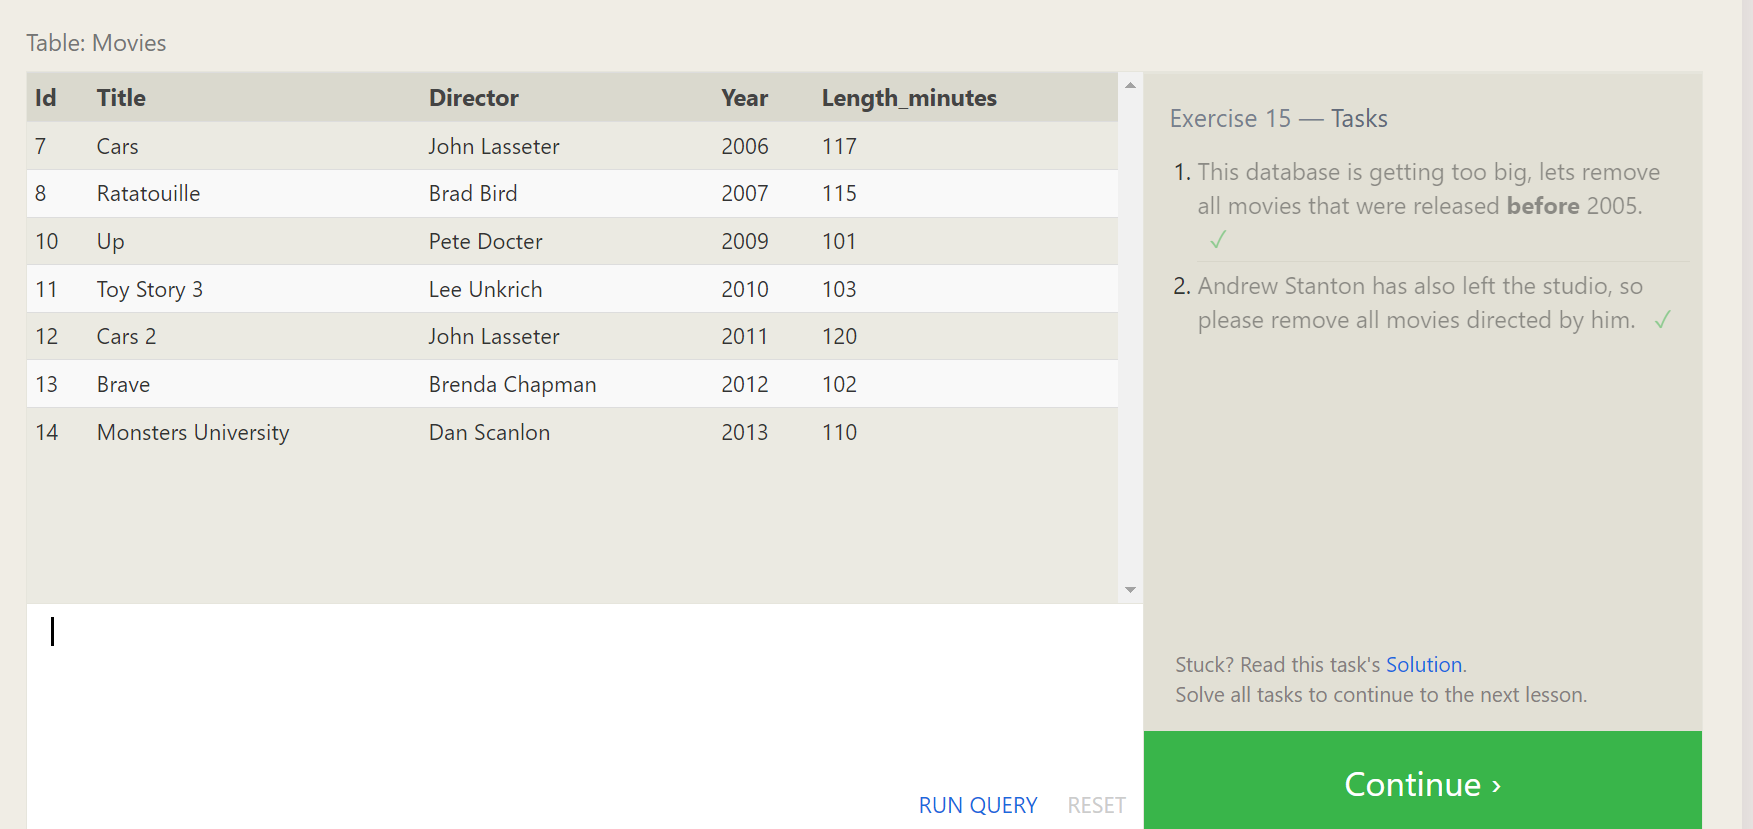 Table: Movies
Id Title Director Year Length_minutes
7 Cars John Lasseter 2006 117
8 Ratatouille Brad Bird 2007 115
10 Up Pete Docter 2009 101
11 Toy Story 3 Lee Unkrich 2010 103
12 Cars 2 John Lasseter 2011 120
13 Brave Brenda Chapman 2012 102
14 Monsters University Dan Scanlon 2013 110
RUN QUERY RESET
Exercise 15 — Tasks
1. This database is getting too big, lets remove
all movies that were released before 2005.
✓
2. Andrew Stanton has also left the studio, so
please remove all movies directed by him. ✓
Stuck? Read this task's Solution.
Solve all tasks to continue to the next lesson.
Continue ›